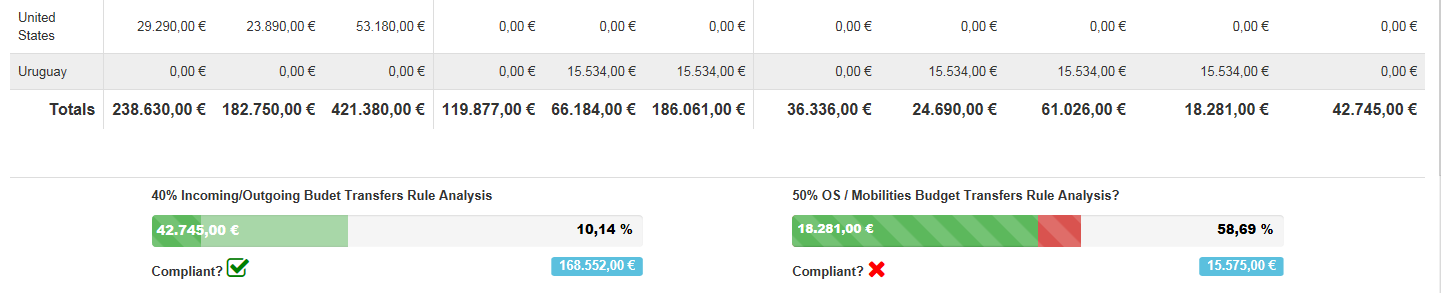 United States 29.290,00 € 23.890,00 € 53.180,00 € 0,00 € 0,00 € 0,00 € 0,00 € 0,00 € 0,00 € 0,00 € 0,00 €
Uruguay 0,00 € 0,00 € 0,00 € 0,00 € 15.534,00 € 15.534,00 € 0,00 € 15.534,00 € 15.534,00 € 15.534,00 € 0,00 €
Totals 238.630,00 € 182.750,00 € 421.380,00 € 119.877,00 € 66.184,00 € 186.061,00 € 36.336,00 € 24.690,00 € 61.026,00 € 18.281,00 € 42.745,00 €
40% Incoming/Outgoing Budet Transfers Rule Analysis
42.745,00 € 10,14 %
Compliant? 168.552,00 €
50% OS / Mobilities Budget Transfers Rule Analysis?
18.281,00 € 58,69 %
Compliant? 15.575,00 €